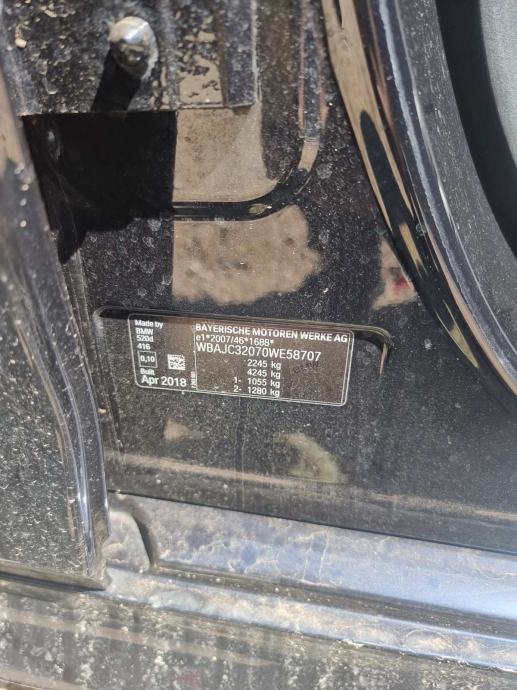 Made by
BMW
520d
416
0,10
Built
Apr 2018
BAYERISCHE MOTOREN WERKE AG
e1*2007/46*1688*
WBAJC32070WE58707
2245 kg
4245 kg
1- 1055 kg
2- 1280 kg